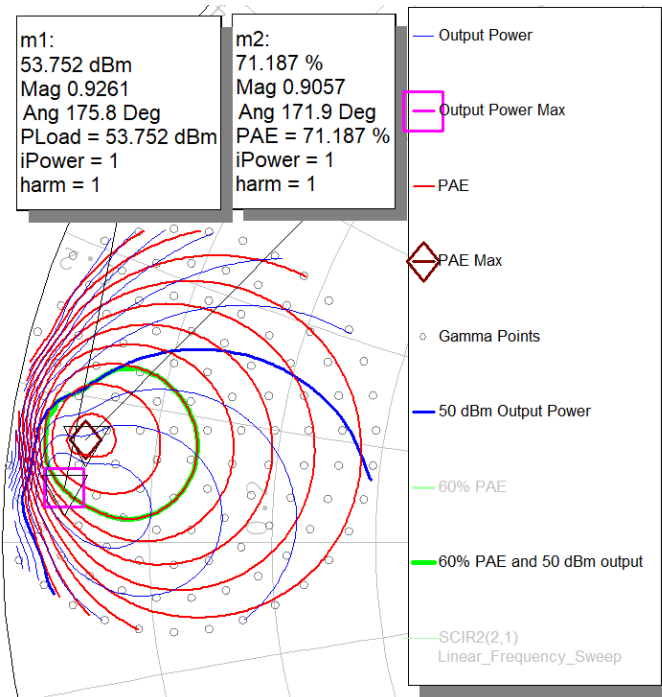 m1:
53.752 dBm
Mag 0.9261
Ang 175.8 Deg
PLoad = 53.752 dBm
iPower = 1
harm = 1
m2:
71.187 %
Mag 0.9057
Ang 171.9 Deg
PAE = 71.187 %
iPower = 1
harm = 1
Output Power
Output Power Max
PAE
PAE Max
Gamma Points
50 dBm Output Power
60% PAE
60% PAE and 50 dBm output
SCIR2(2,1)
Linear_Frequency_Sweep